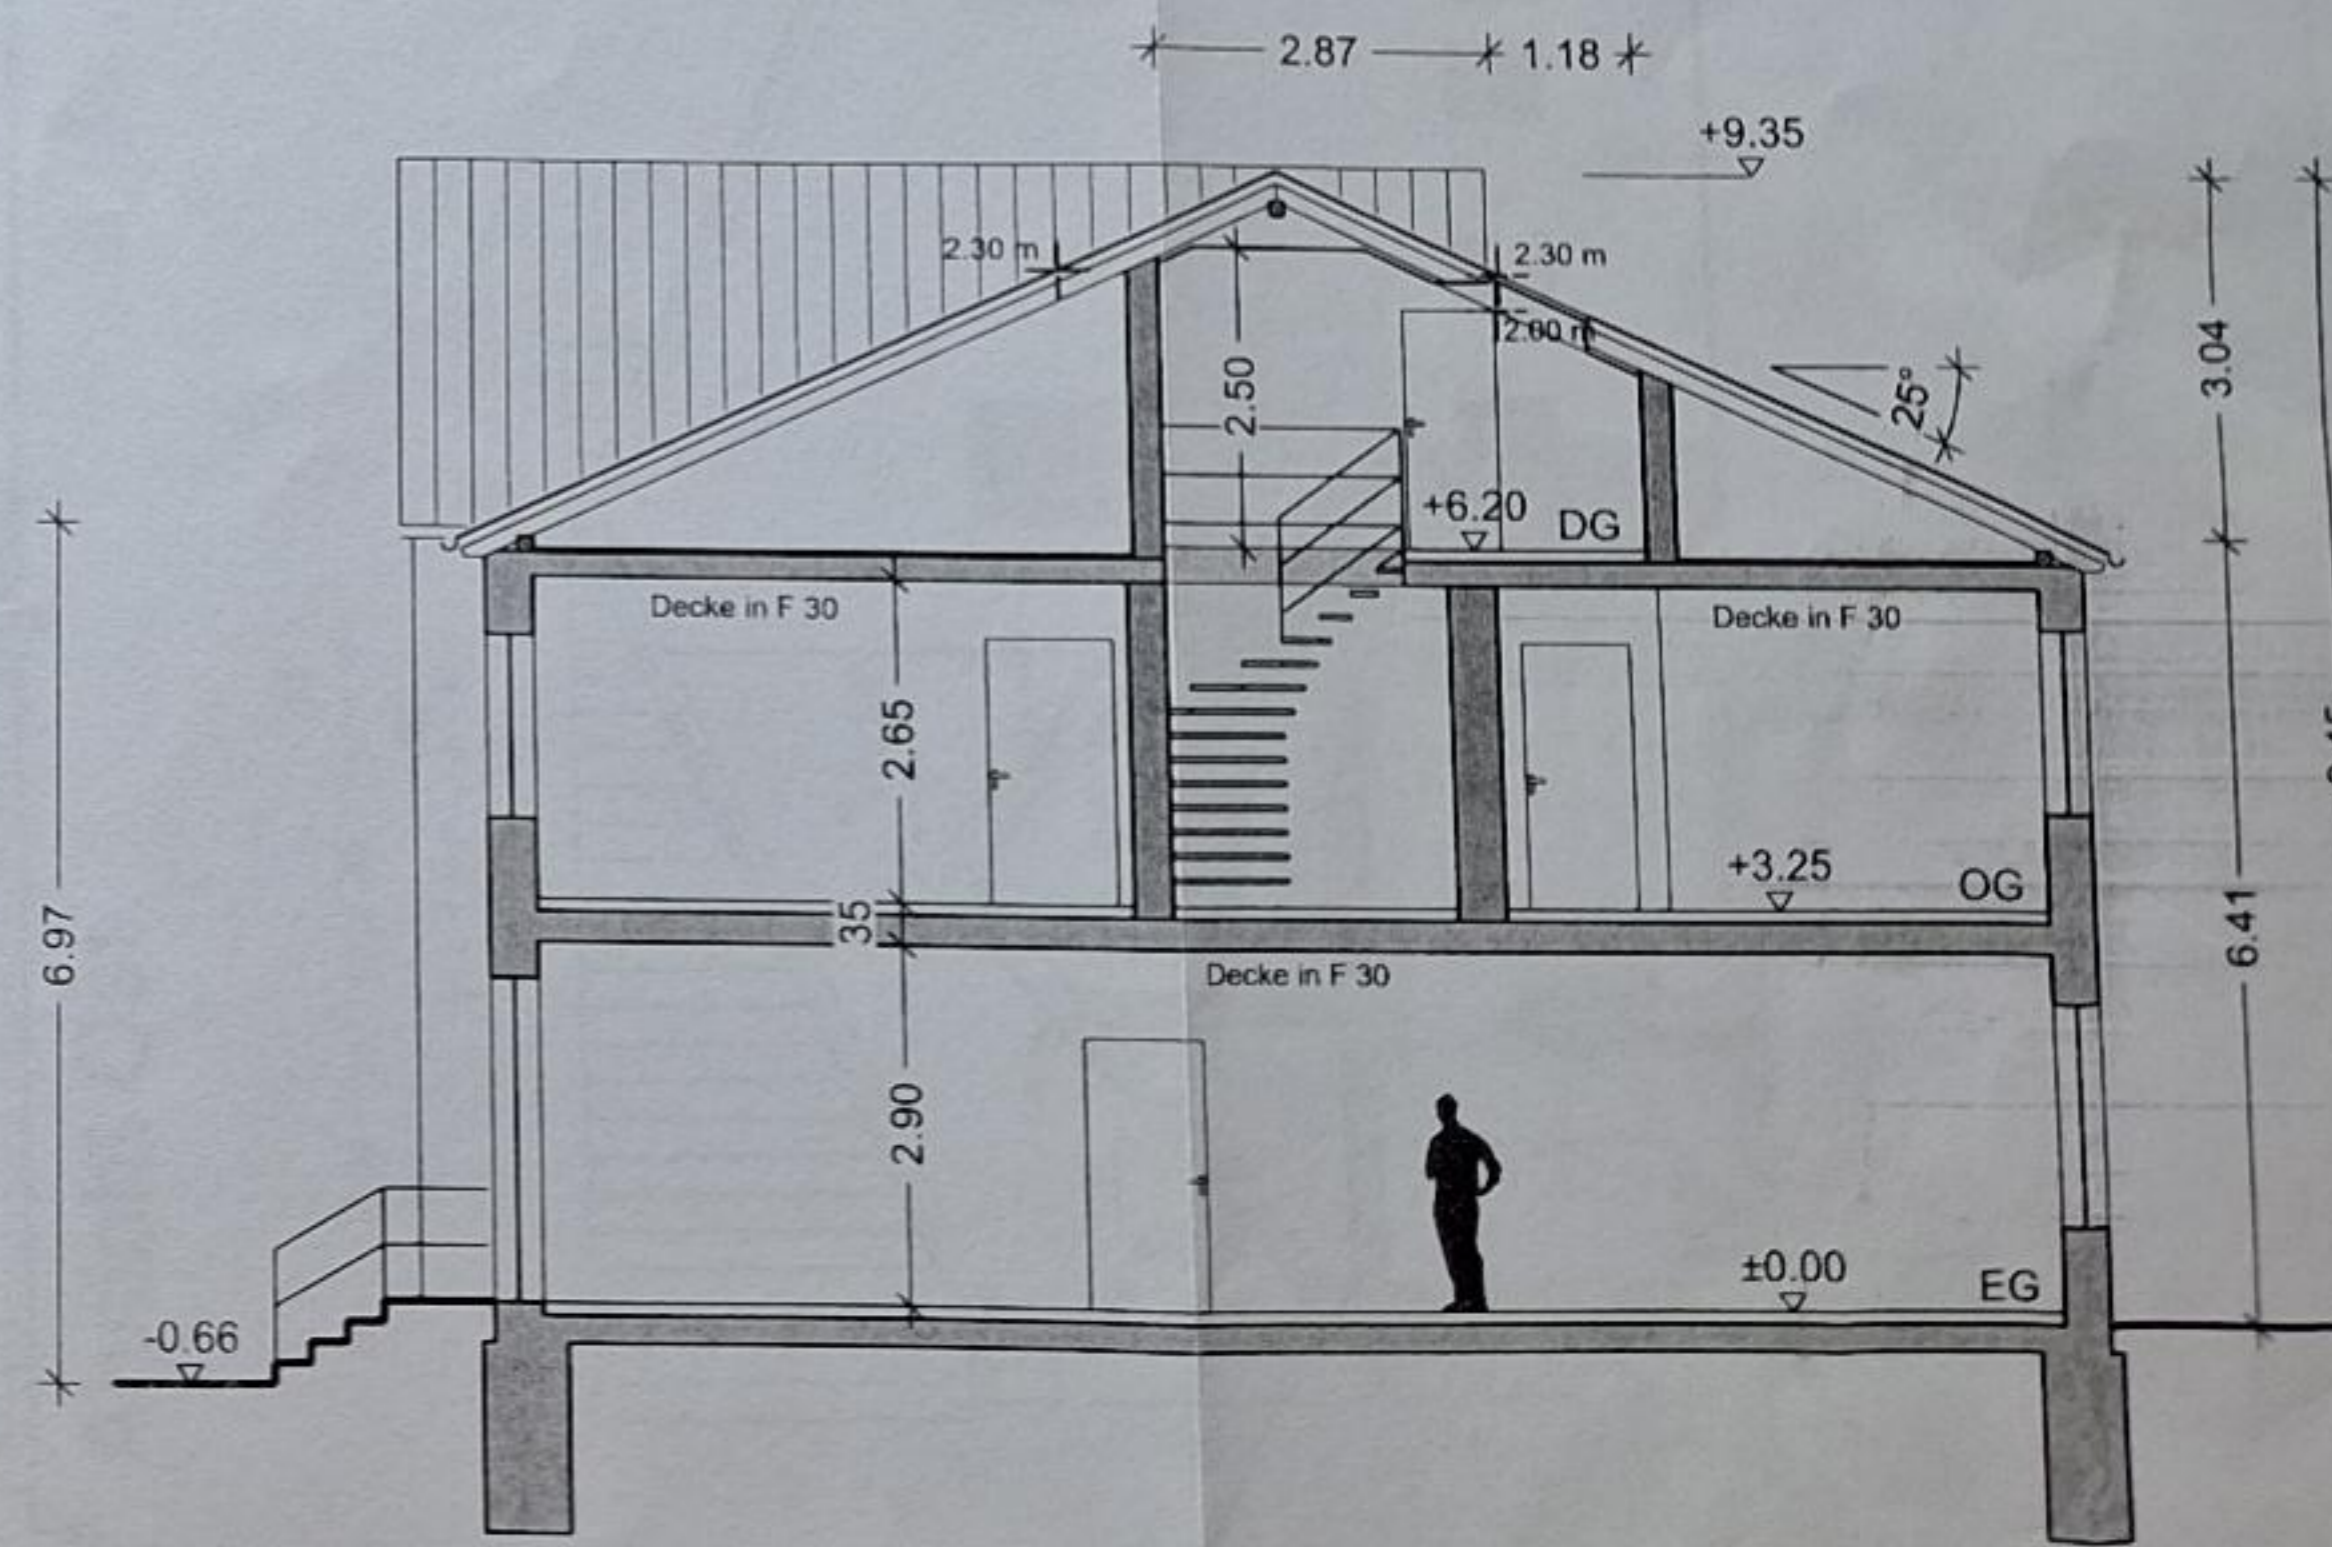 2.87
1.18
+9.35
2.30 m
2.30 m
2.00 m
2.50
25°
3.04
+6.20
DG
Decke in F 30
Decke in F 30
2.65
+3.25
OG
35
6.97
6.41
Decke in F 30
2.90
±0.00
EG
-0.66